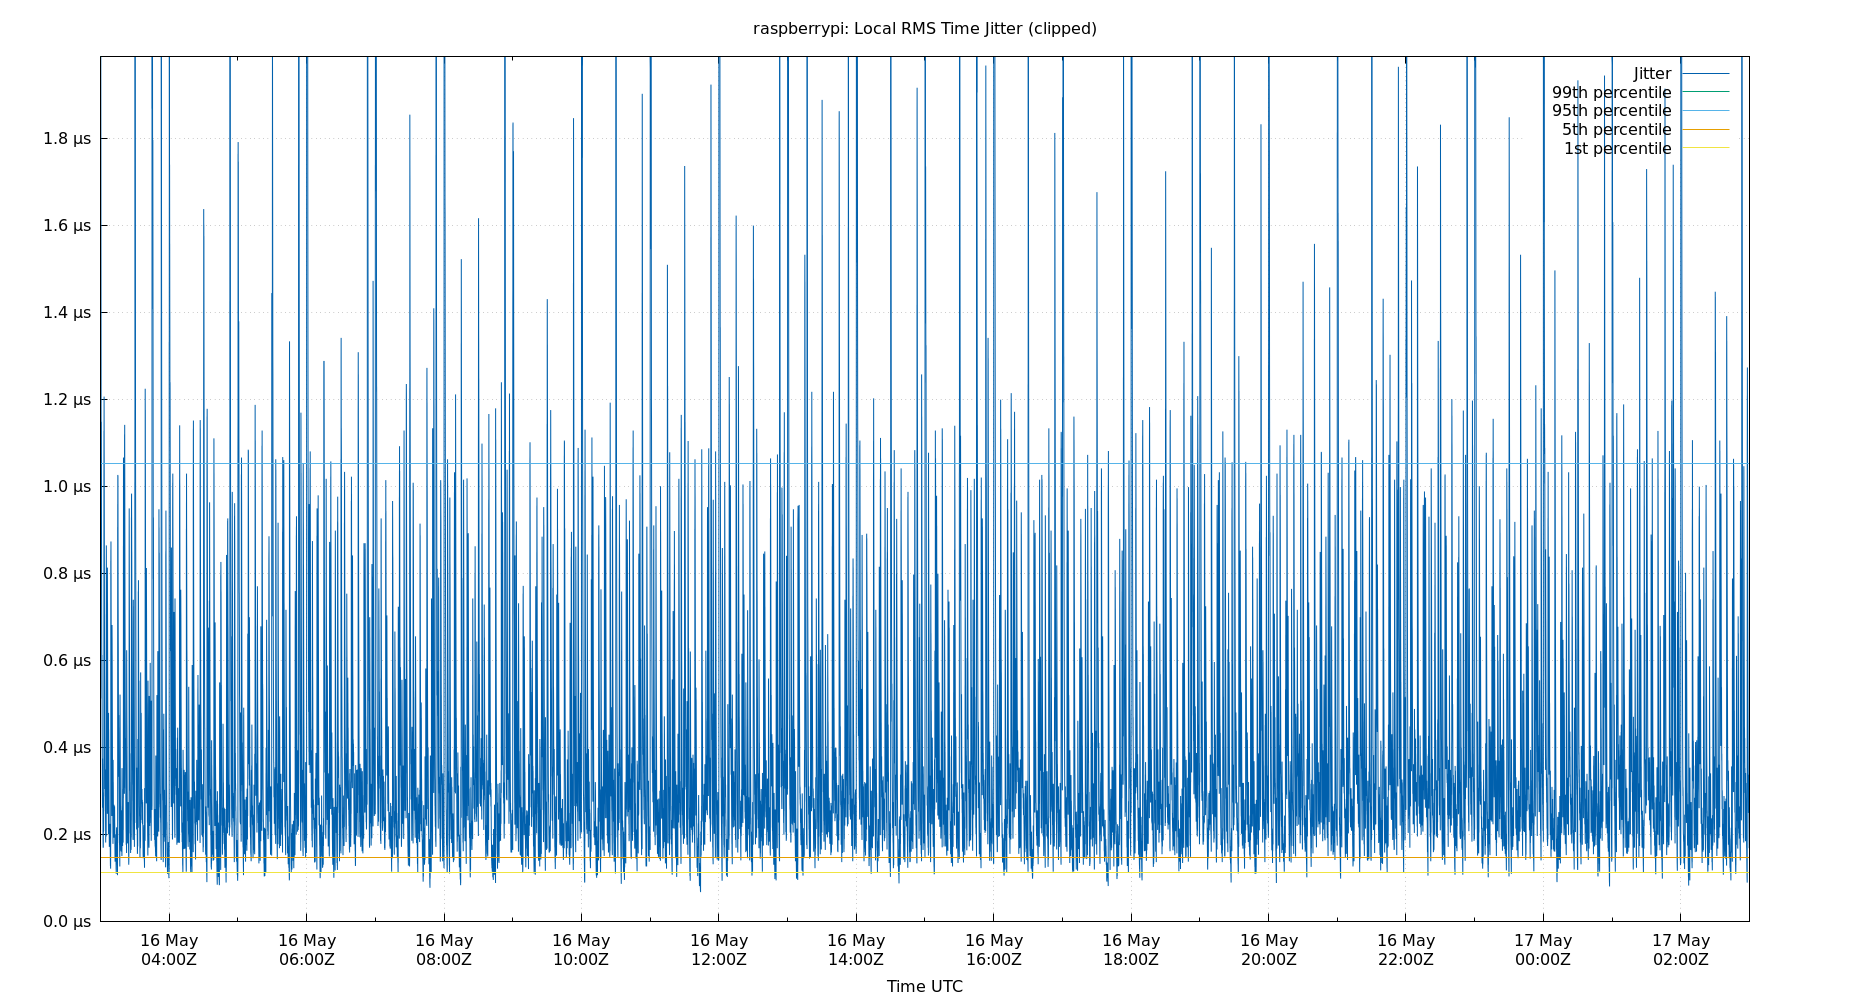 raspberrypi: Local RMS Time Jitter (clipped)
Jitter
99th percentile
95th percentile
5th percentile
1st percentile
1.8 µs
1.6 µs
1.4 µs
1.2 µs
1.0 µs
0.8 µs
0.6 µs
0.4 µs
0.2 µs
0.0 µs
16 May 16 May 16 May 16 May 16 May 16 May 16 May 16 May 16 May 16 May 17 May 17 May
04:00Z 06:00Z 08:00Z 10:00Z 12:00Z 14:00Z 16:00Z 18:00Z 20:00Z 22:00Z 00:00Z 02:00Z
Time UTC